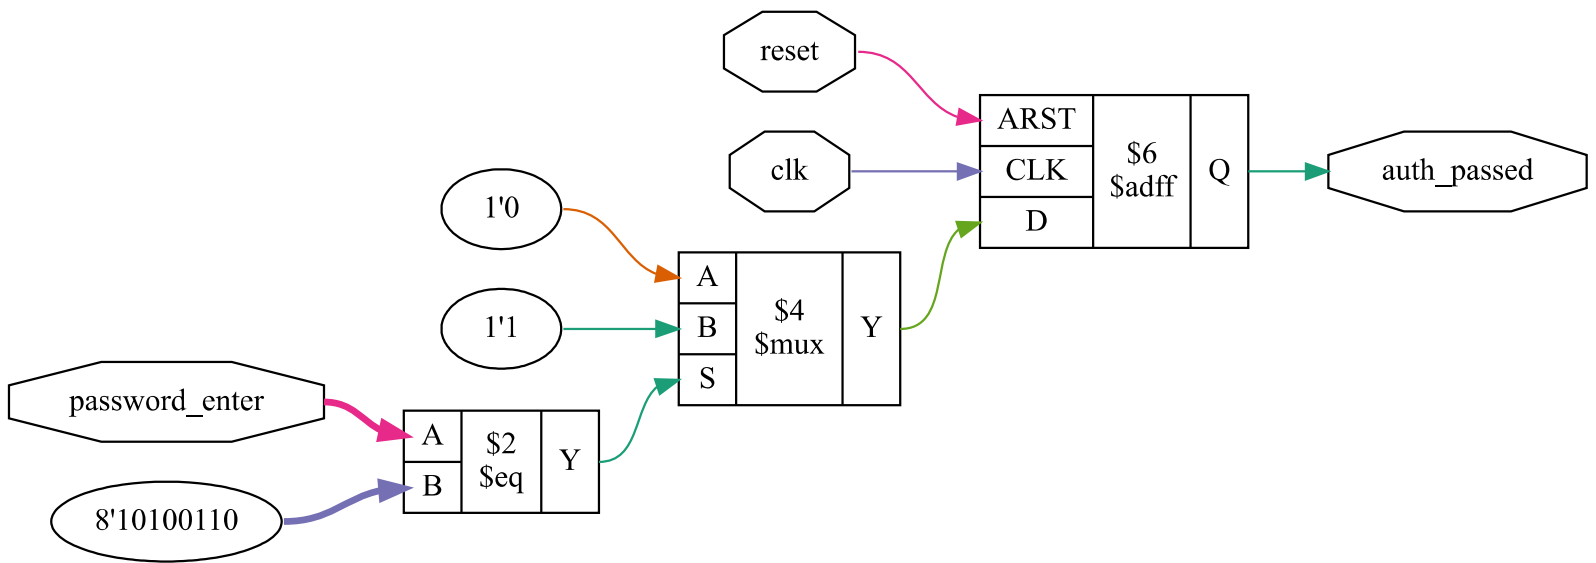 reset
clk
1'0
1'1
password_enter
8'10100110
A
B
$2
$eq
Y
A
B
S
$4
$mux
Y
ARST
CLK
D
$6
$adff
Q
auth_passed